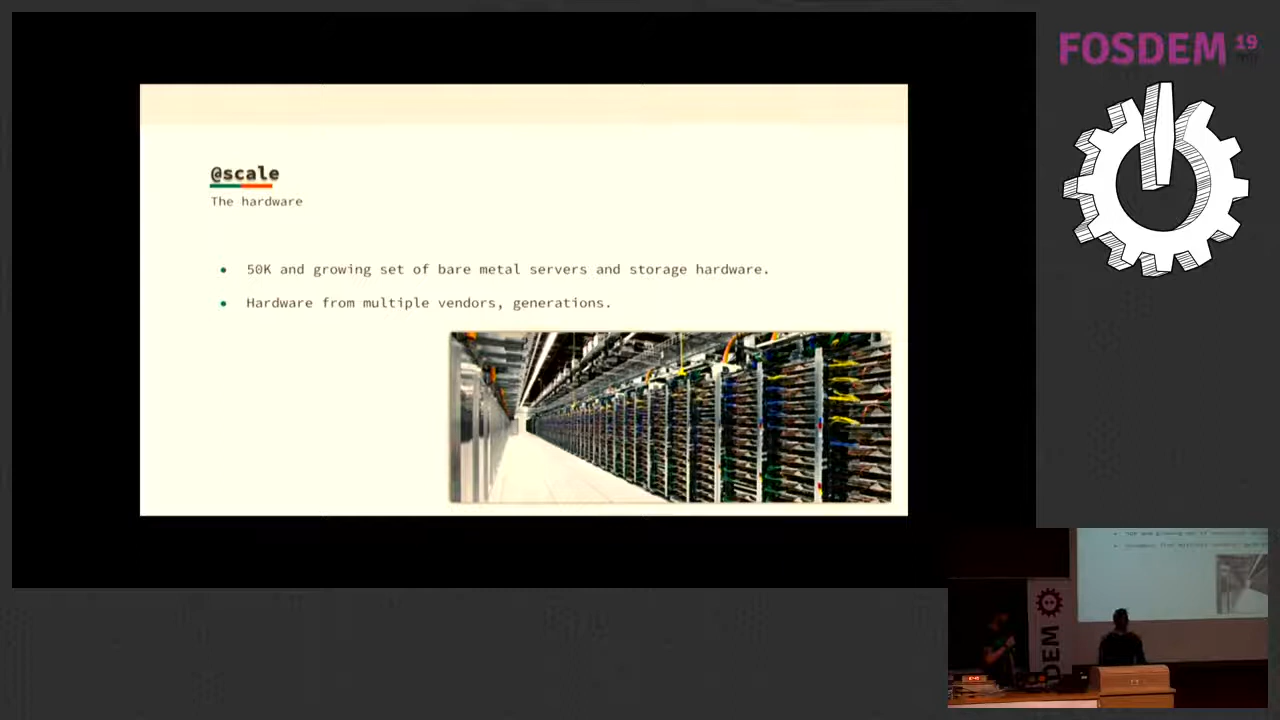 FOSDEM 19
@scale
The hardware
• 50K and growing set of bare metal servers and storage hardware.
• Hardware from multiple vendors, generations.
DEM